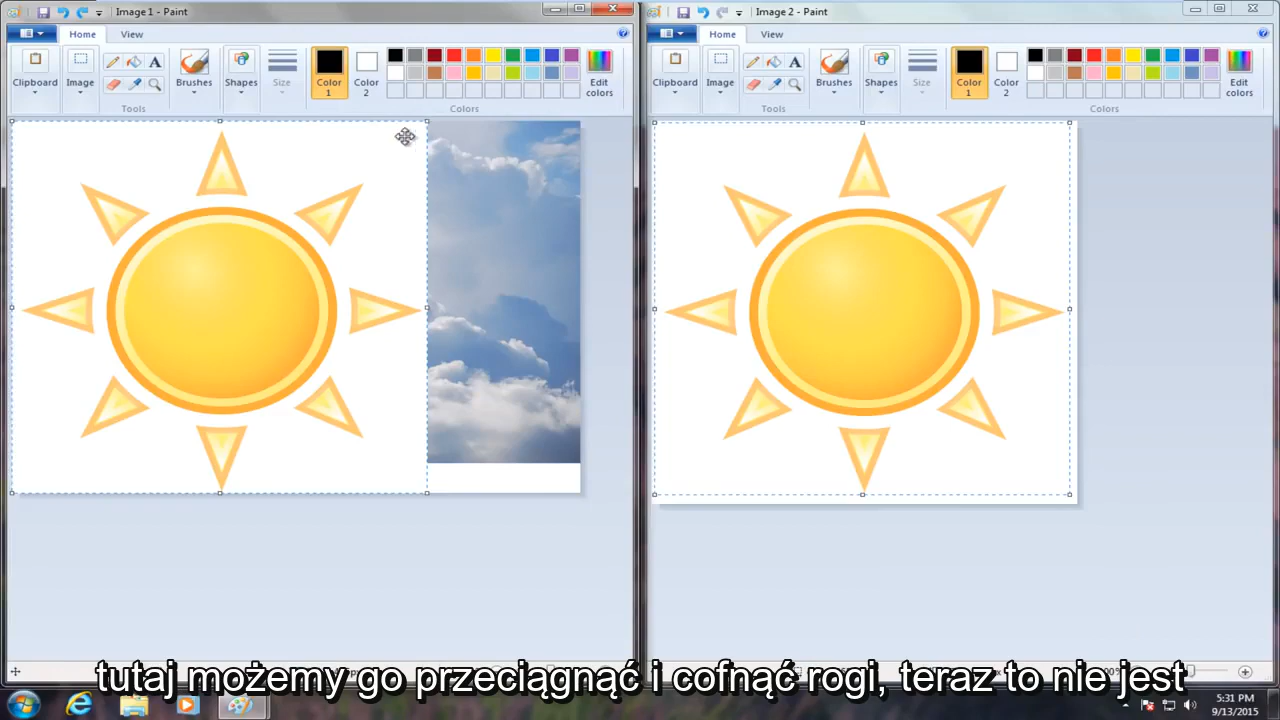 Image 1 - Paint
Home
View
Clipboard
Image
Tools
Brushes
Shapes
Size
Color 1
Color 2
Edit colors
Colors
Image 2 - Paint
Home
View
Clipboard
Image
Tools
Brushes
Shapes
Size
Color 1
Color 2
Edit colors
Colors
tutaj możemy go przeciągnąć i cofnąć rogi, teraz to nie jest
5:31 PM
9/13/2015